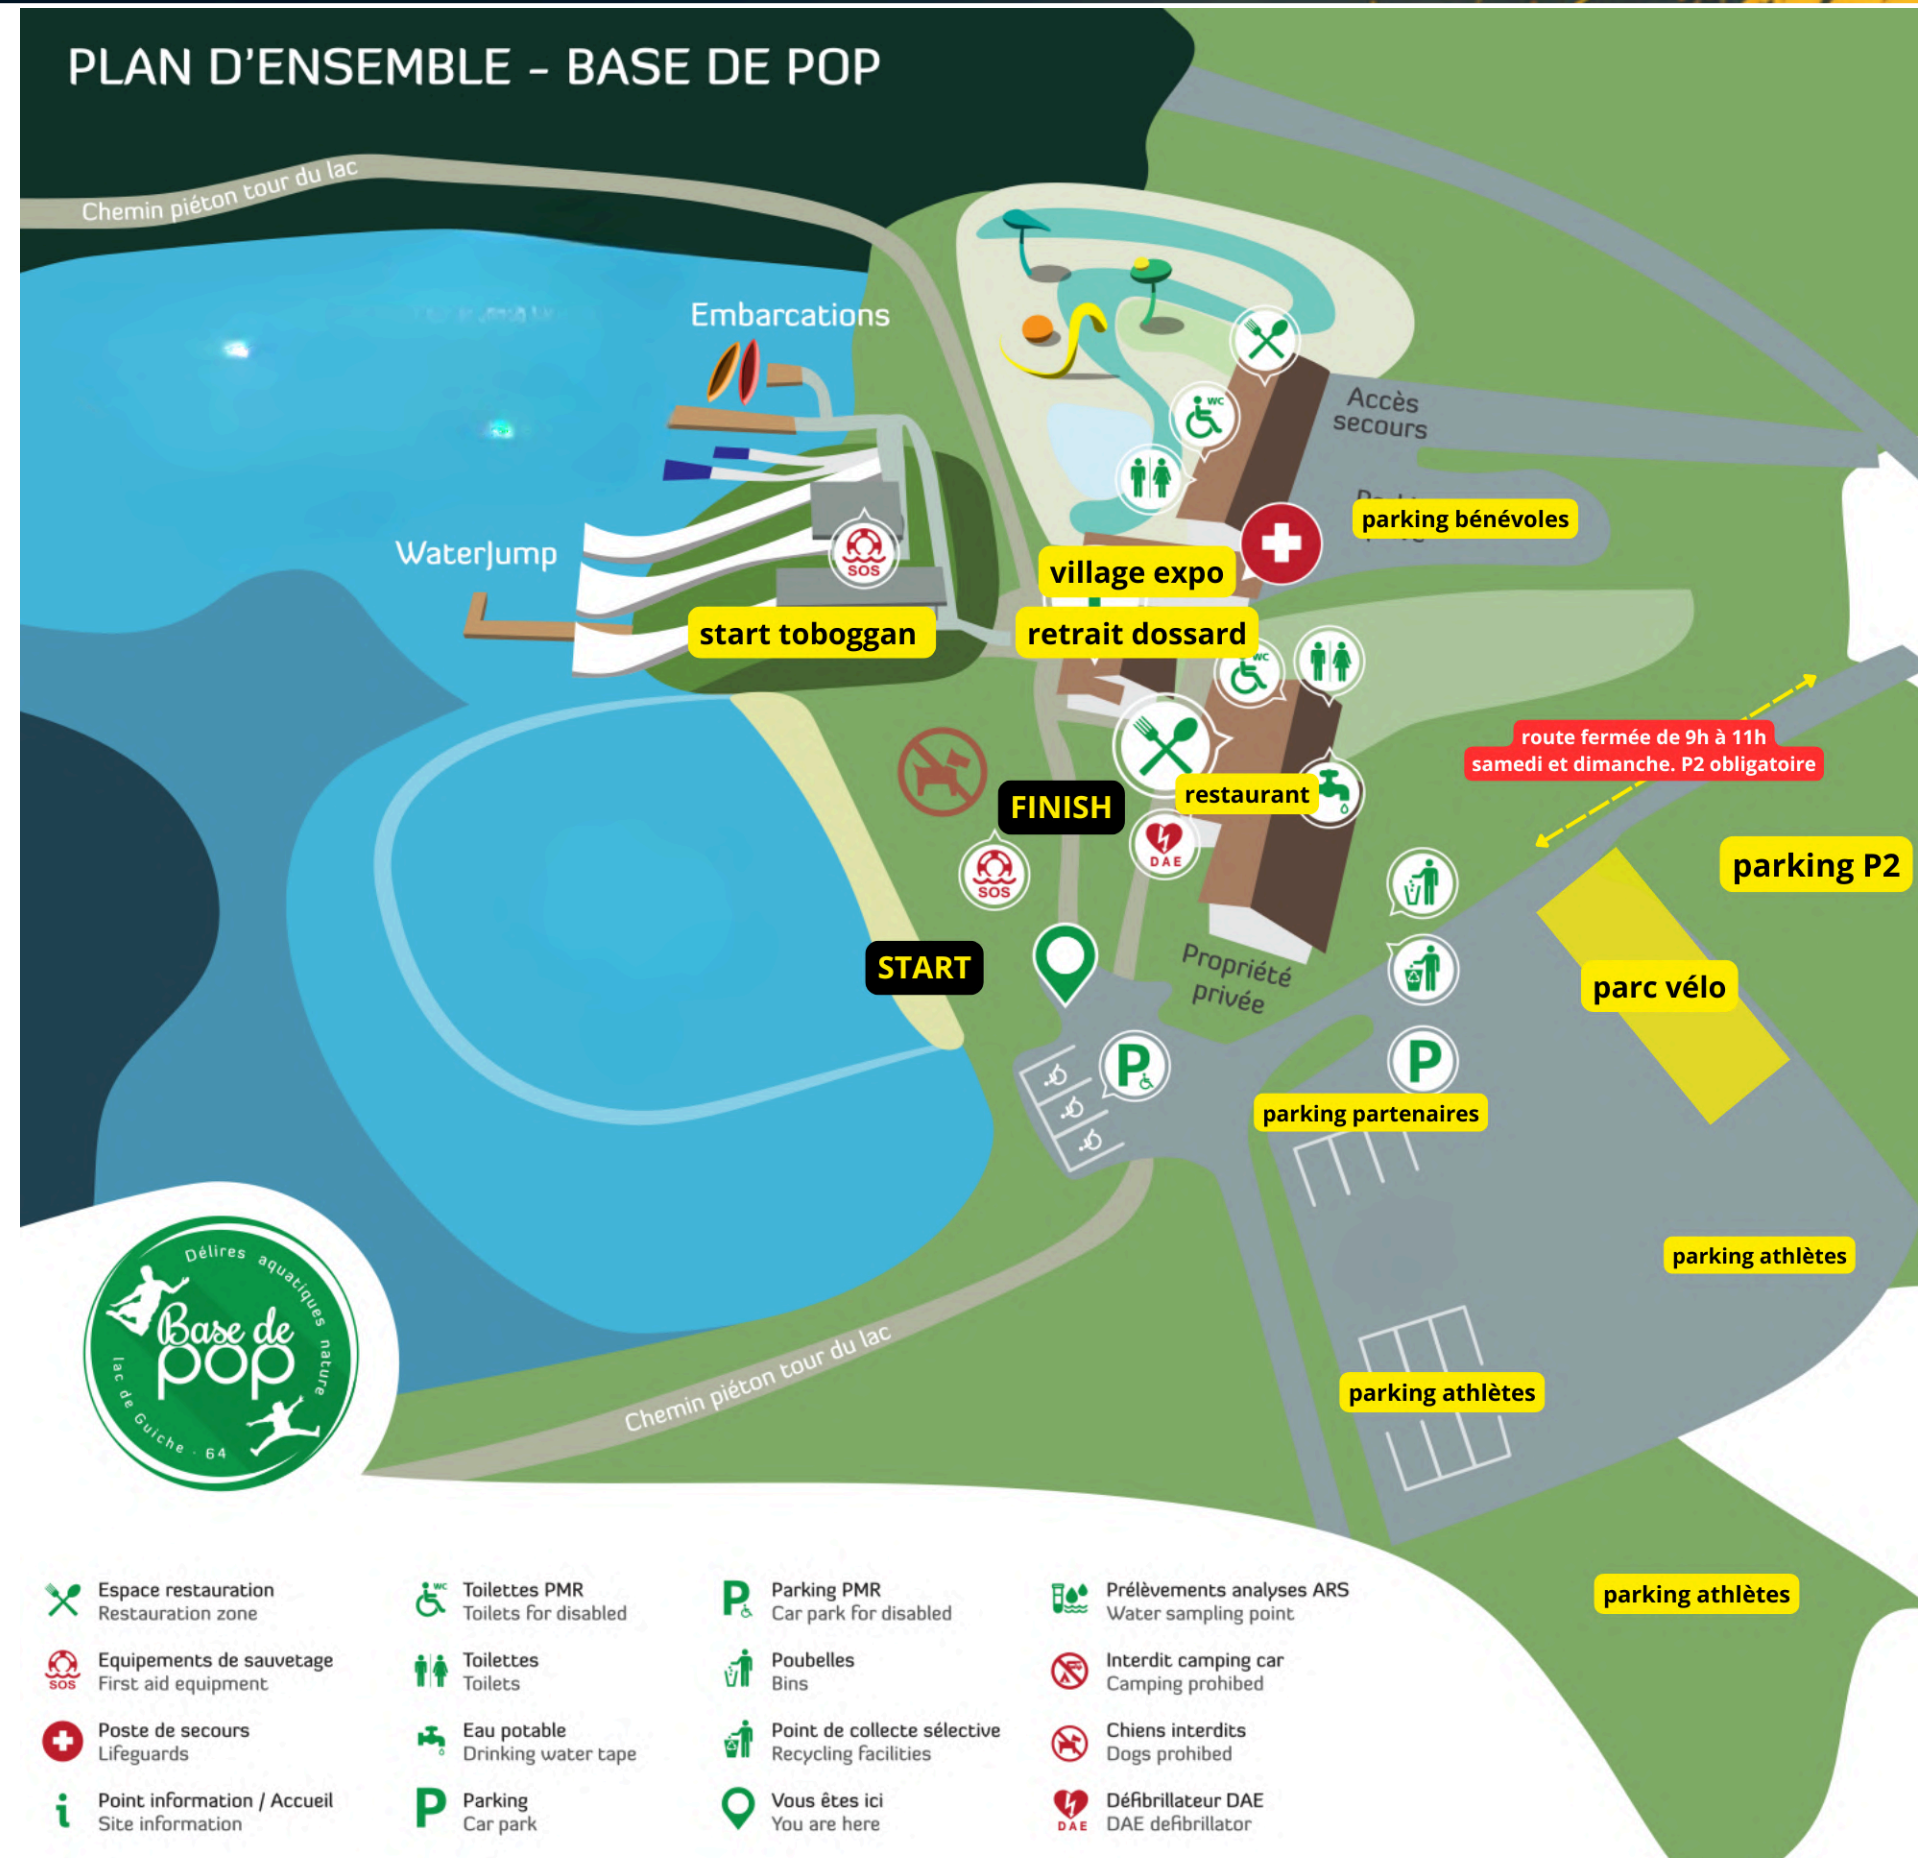 PLAN D'ENSEMBLE - BASE DE POP
Chemin piéton tour du lac
Embarcations
WC
Accès
secours
parking bénévoles
WaterJump
SOS
village expo
start toboggan
retrait dossard
WC
route fermée de 9h à 11h
samedi et dimanche. P2 obligatoire
restaurant
FINISH
DAE
SOS
parking P2
START
Propriété
privée
parc vélo
P
P
parking partenaires
parking athlètes
Chemin piéton tour du lac
parking athlètes
parking athlètes
Délires aquatiques nature
Base de
pop
lac de Guiche - 64
Espace restauration
Restauration zone
SOS
Equipements de sauvetage
First aid equipment
Poste de secours
Lifeguards
i
Point information / Accueil
Site information
WC
Toilettes PMR
Toilets for disabled
Toilettes
Toilets
Eau potable
Drinking water tape
P
Parking
Car park
P
Parking PMR
Car park for disabled
Poubelles
Bins
Point de collecte sélective
Recycling facilities
Vous êtes ici
You are here
Prélèvements analyses ARS
Water sampling point
Interdit camping car
Camping prohibed
Chiens interdits
Dogs prohibed
DAE
Défibrillateur DAE
DAE defibrillator